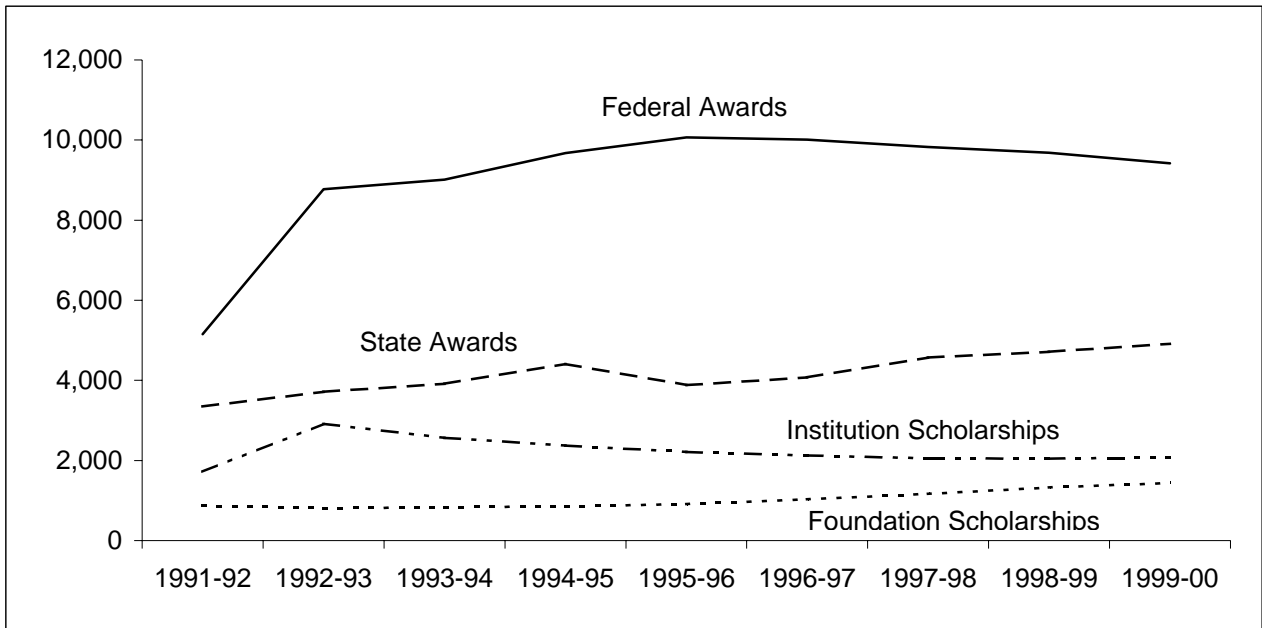 12,000
Federal Awards
10,000
8,000
6,000
State Awards
4,000
Institution Scholarships
2,000
Foundation Scholarships
0
1991-92 1992-93 1993-94 1994-95 1995-96 1996-97 1997-98 1998-99 1999-00